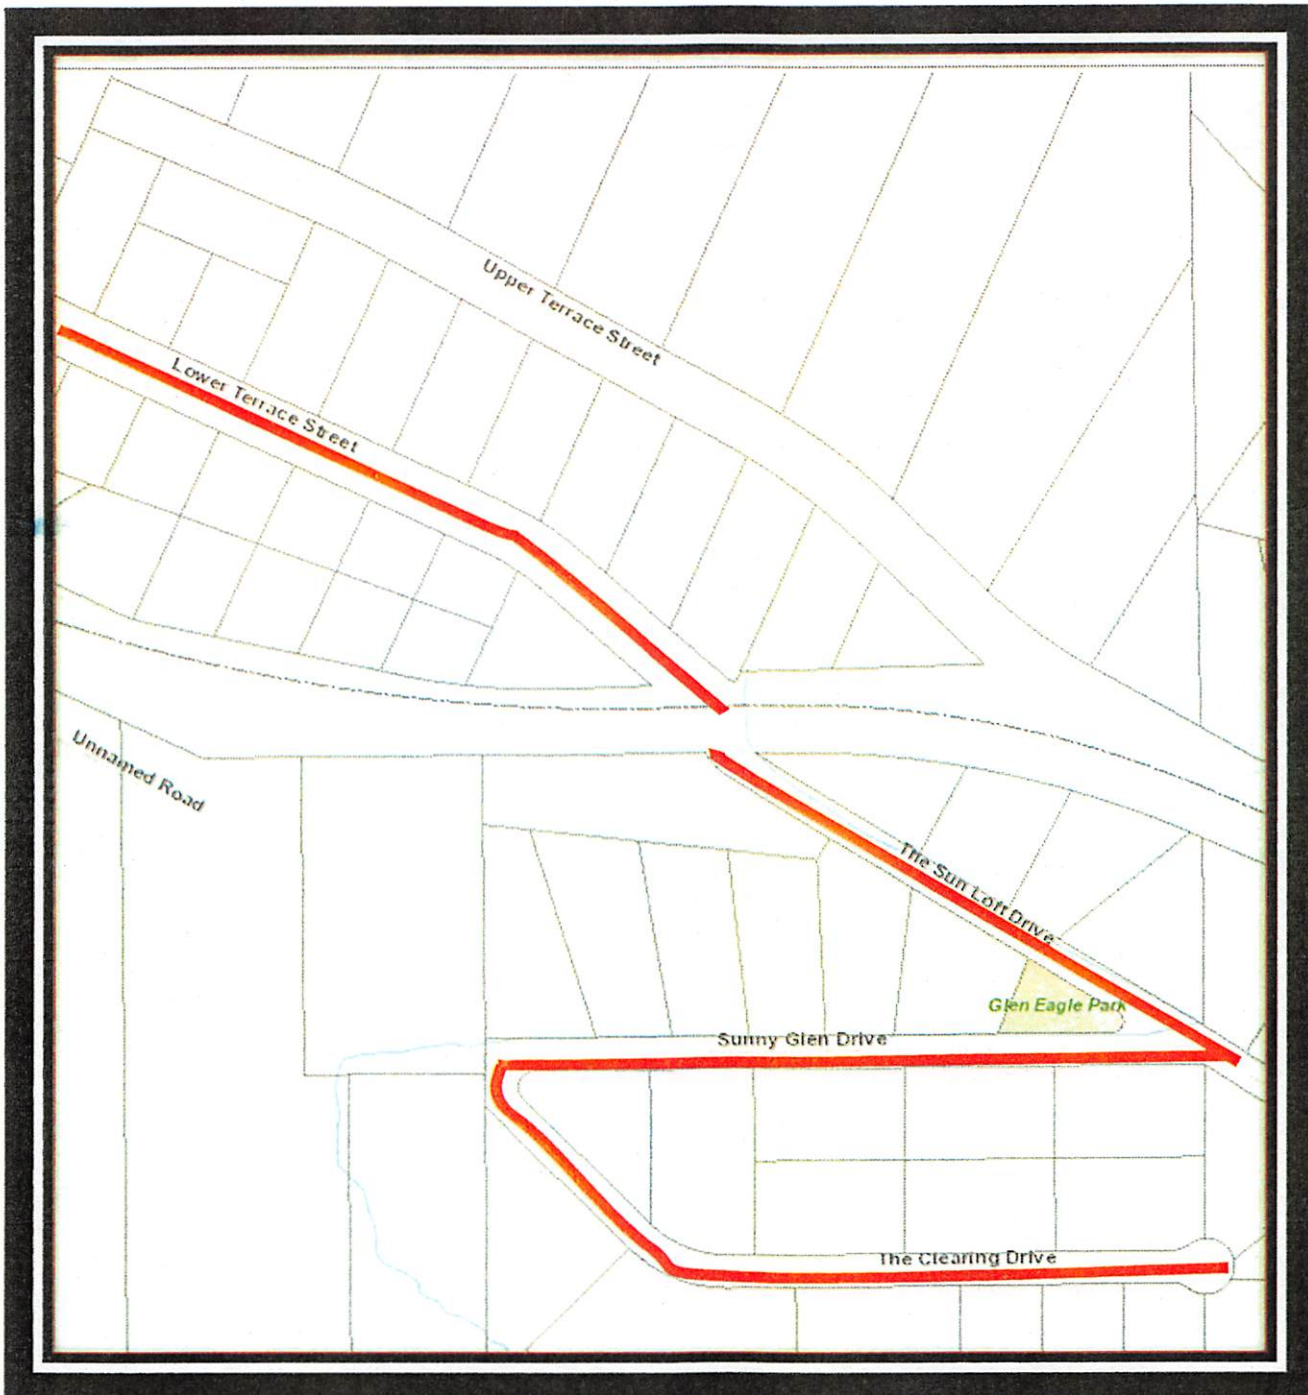 Upper Terrace Street
Lower Terrace Street
Unnamed Road
The Sun Loft Drive
Glen Eagle Park
Sunny Glen Drive
The Clearing Drive